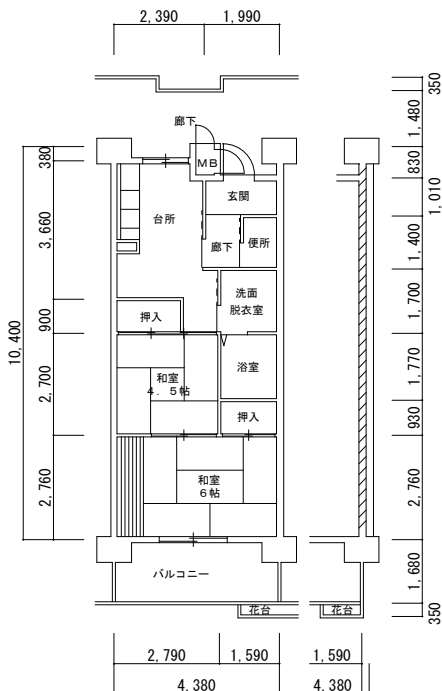 2,390
1,990
350
1,480
830
1,010
1,400
1,700
1,770
930
2,760
1,680
350
廊下
MB
玄関
台所
廊下
便所
洗面
脱衣室
押入
浴室
和室
4.5帖
押入
和室
6帖
バルコニー
花台
花台
380
3,660
900
2,700
2,760
10,400
2,790
1,590
1,590
4,380
4,380